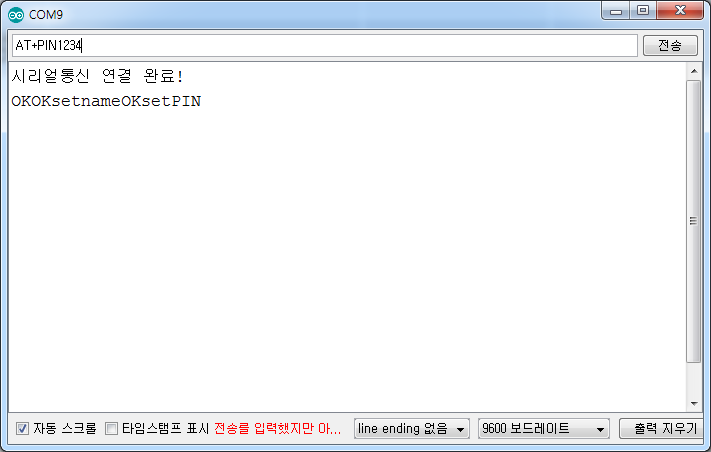 COM9
AT+PIN1234
전송
시리얼통신 연결 완료!
OKOKsetnameOKsetPIN
자동 스크롤 타임스탬프 표시 전송를 입력했지만 아... line ending 없음 9600 보드레이트 출력 지우기